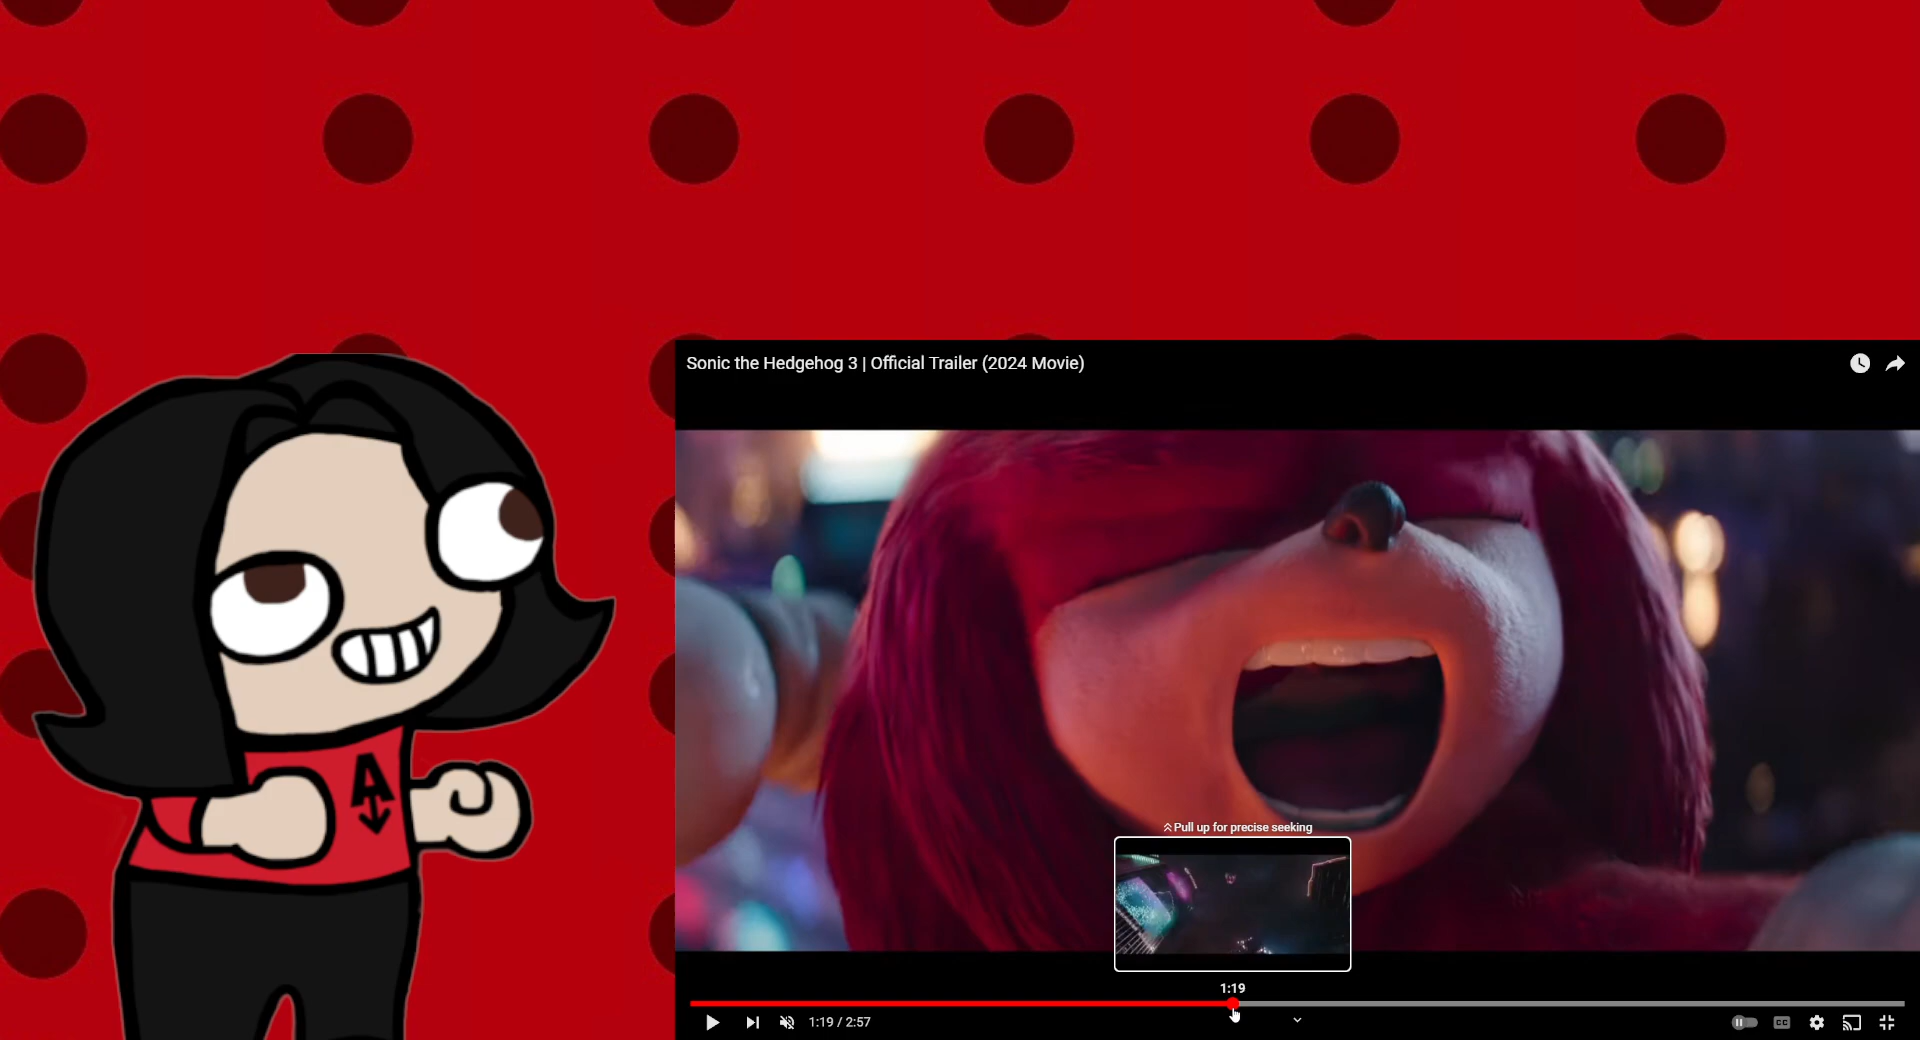 Sonic the Hedgehog 3 | Official Trailer (2024 Movie)
A
Pull up for precise seeking
1:19
1:19 / 2:57
CC